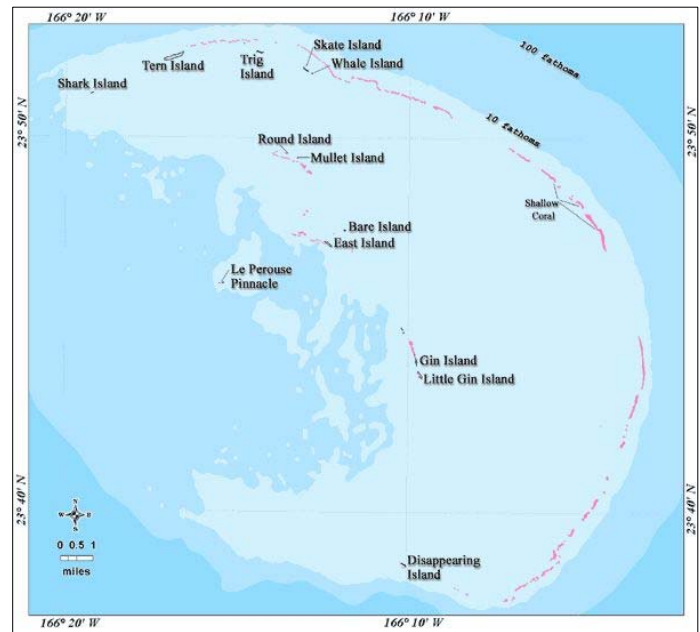 166° 20' W
166° 10' W
100 fathoms
Skate Island
Whale Island
Tern Island
Trig
Island
Shark Island
10 fathoms
23° 50' N
23° 50' N
Round Island
Mullet Island
Shallow
Coral
Bare Island
East Island
Le Perouse
Pinnacle
Gin Island
Little Gin Island
23° 40' N
23° 40' N
N
W E
S
0 0.5 1
miles
Disappearing
Island
166° 20' W
166° 10' W